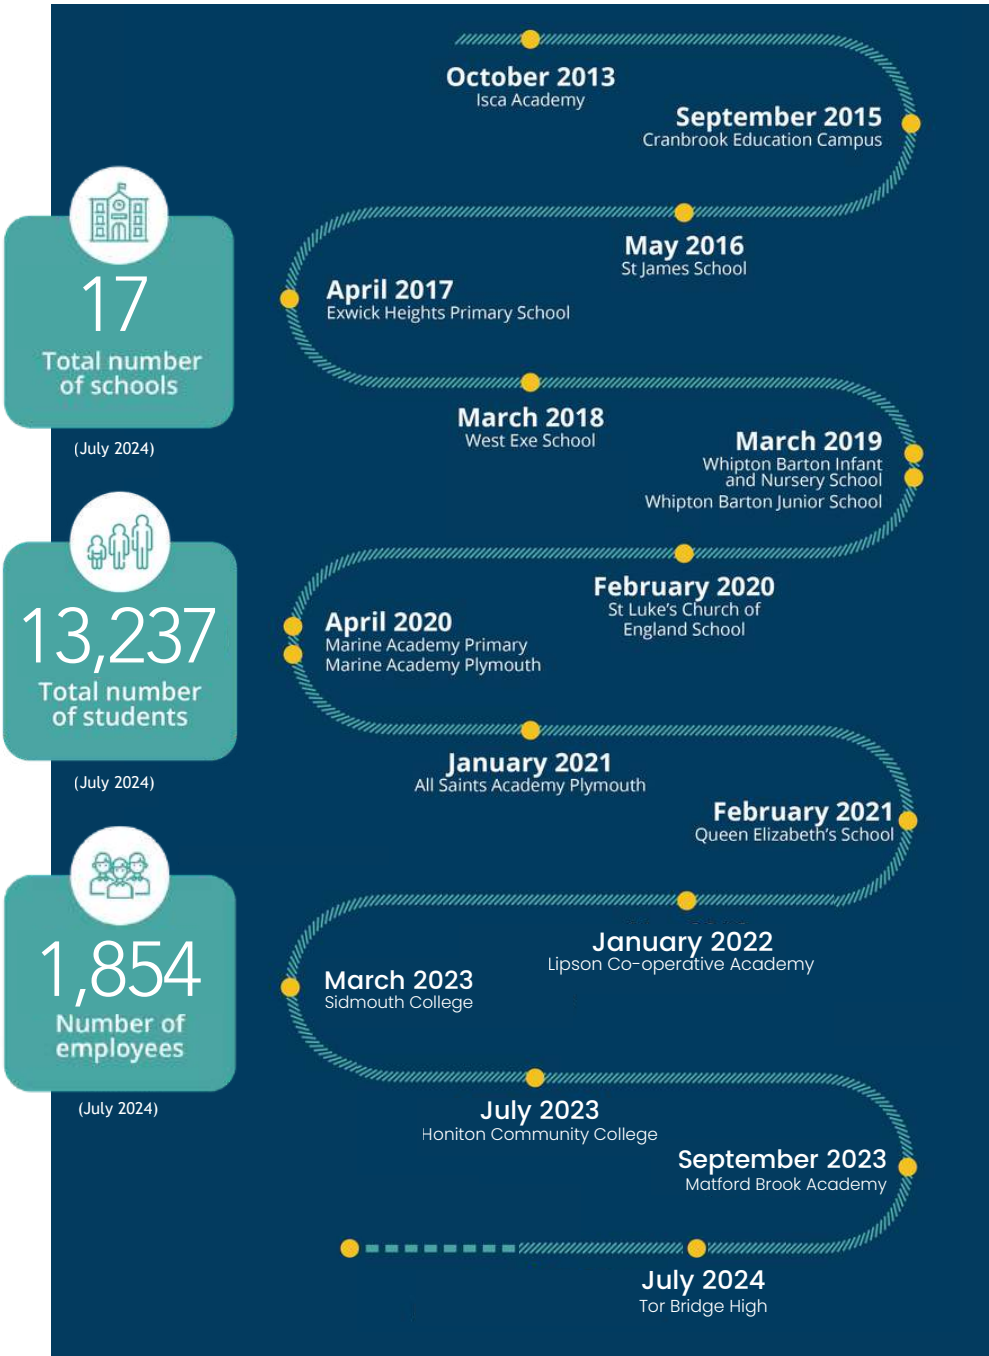 October 2013
Isca Academy
September 2015
Cranbrook Education Campus
May 2016
St James School
April 2017
Exwick Heights Primary School
March 2018
West Exe School
March 2019
Whipton Barton Infant
and Nursery School
Whipton Barton Junior School
February 2020
St Luke's Church of
England School
April 2020
Marine Academy Primary
Marine Academy Plymouth
January 2021
All Saints Academy Plymouth
February 2021
Queen Elizabeth's School
January 2022
Lipson Co-operative Academy
March 2023
Sidmouth College
July 2023
Honiton Community College
September 2023
Matford Brook Academy
July 2024
Tor Bridge High
17
Total number
of schools
(July 2024)
13,237
Total number
of students
(July 2024)
1,854
Number of
employees
(July 2024)